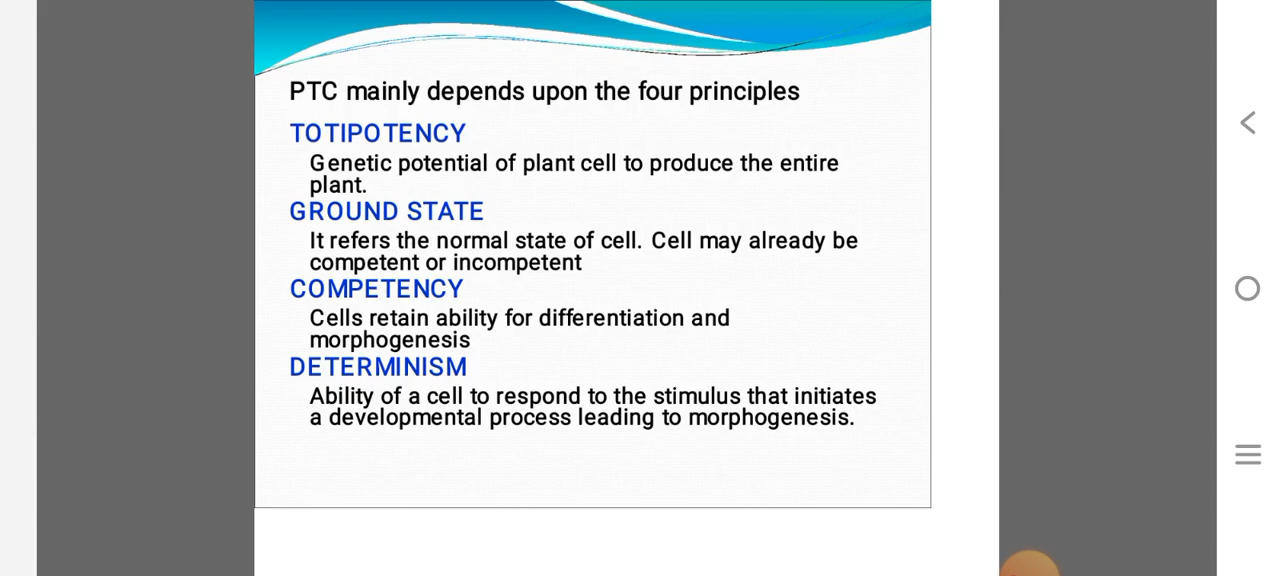 PTC mainly depends upon the four principles
TOTIPOTENCY
Genetic potential of plant cell to produce the entire
plant.
GROUND STATE
It refers the normal state of cell. Cell may already be
competent or incompetent
COMPETENCY
Cells retain ability for differentiation and
morphogenesis
DETERMINISM
Ability of a cell to respond to the stimulus that initiates
a developmental process leading to morphogenesis.